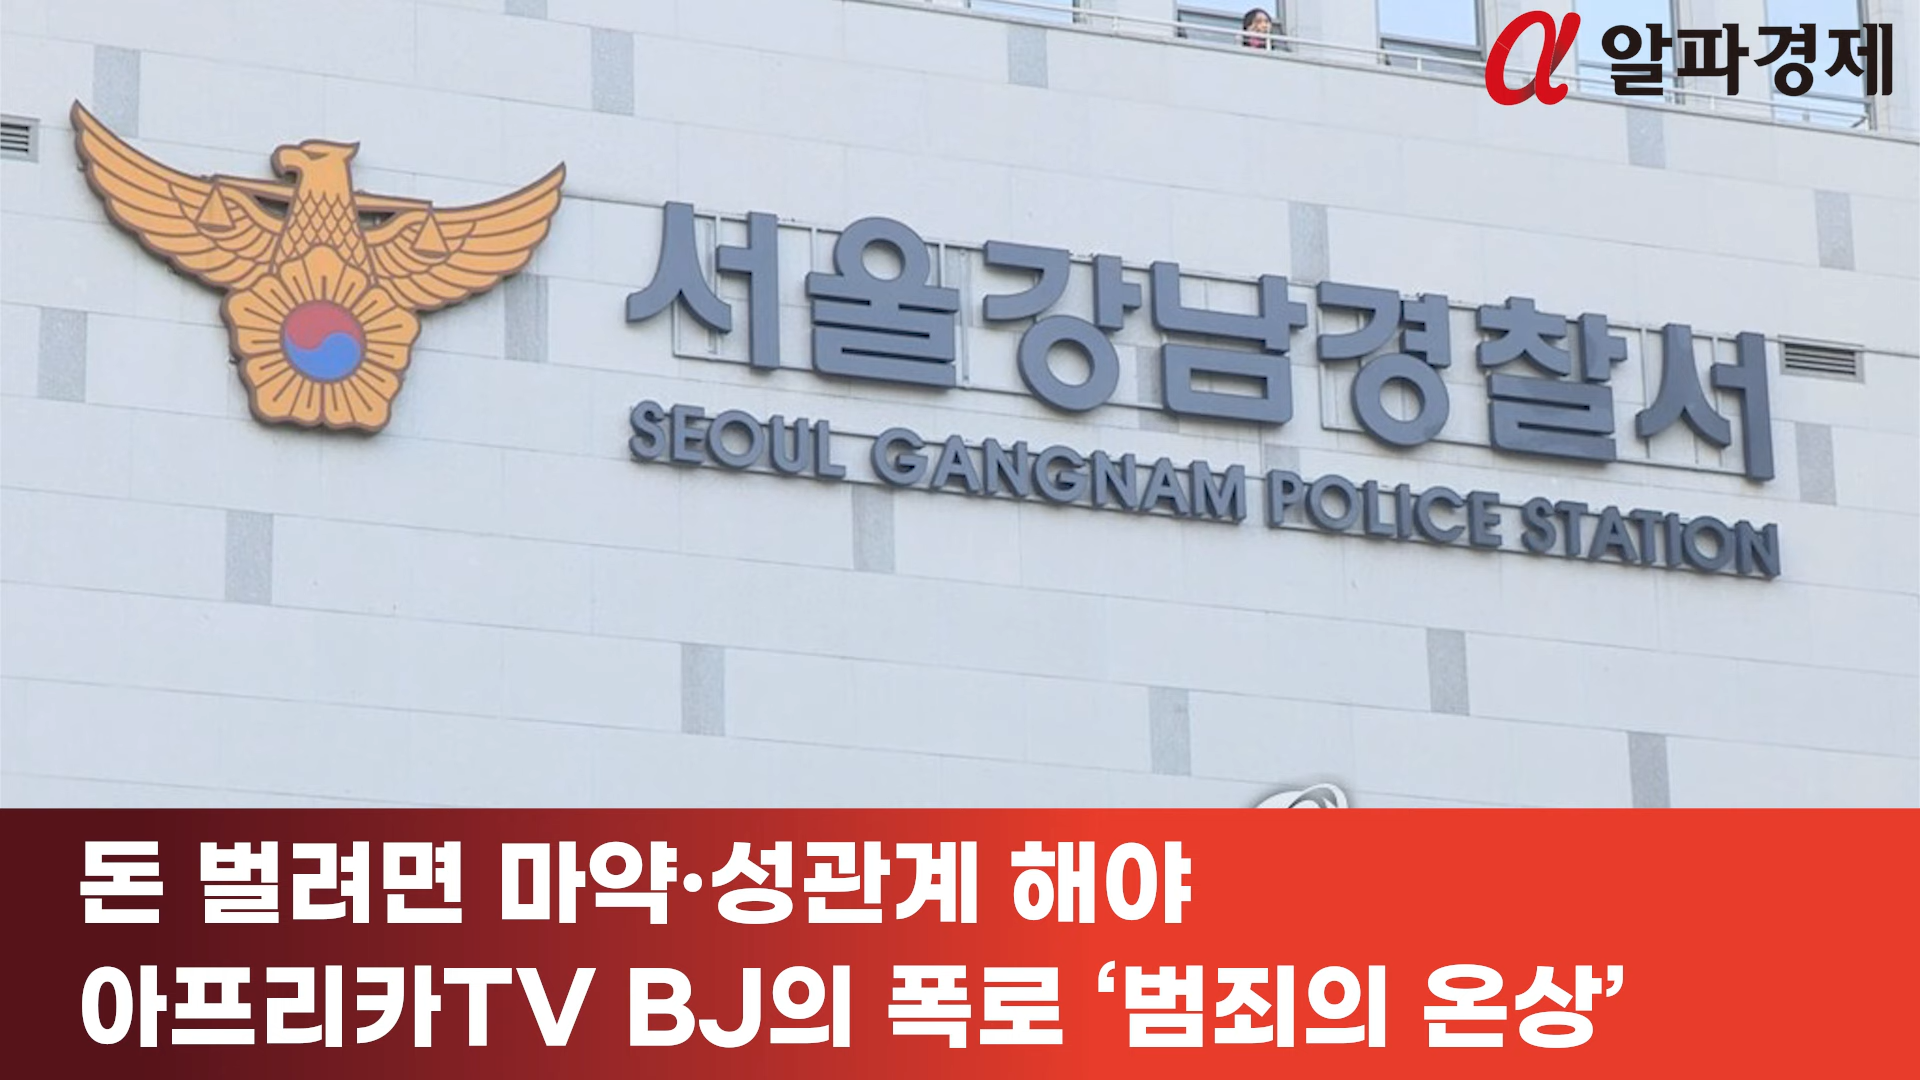 알파경제
서울강남경찰서
SEOUL GANGNAM POLICE STATION
돈 벌려면 마약·성관계 해야
아프리카TV BJ의 폭로 ‘범죄의 온상’